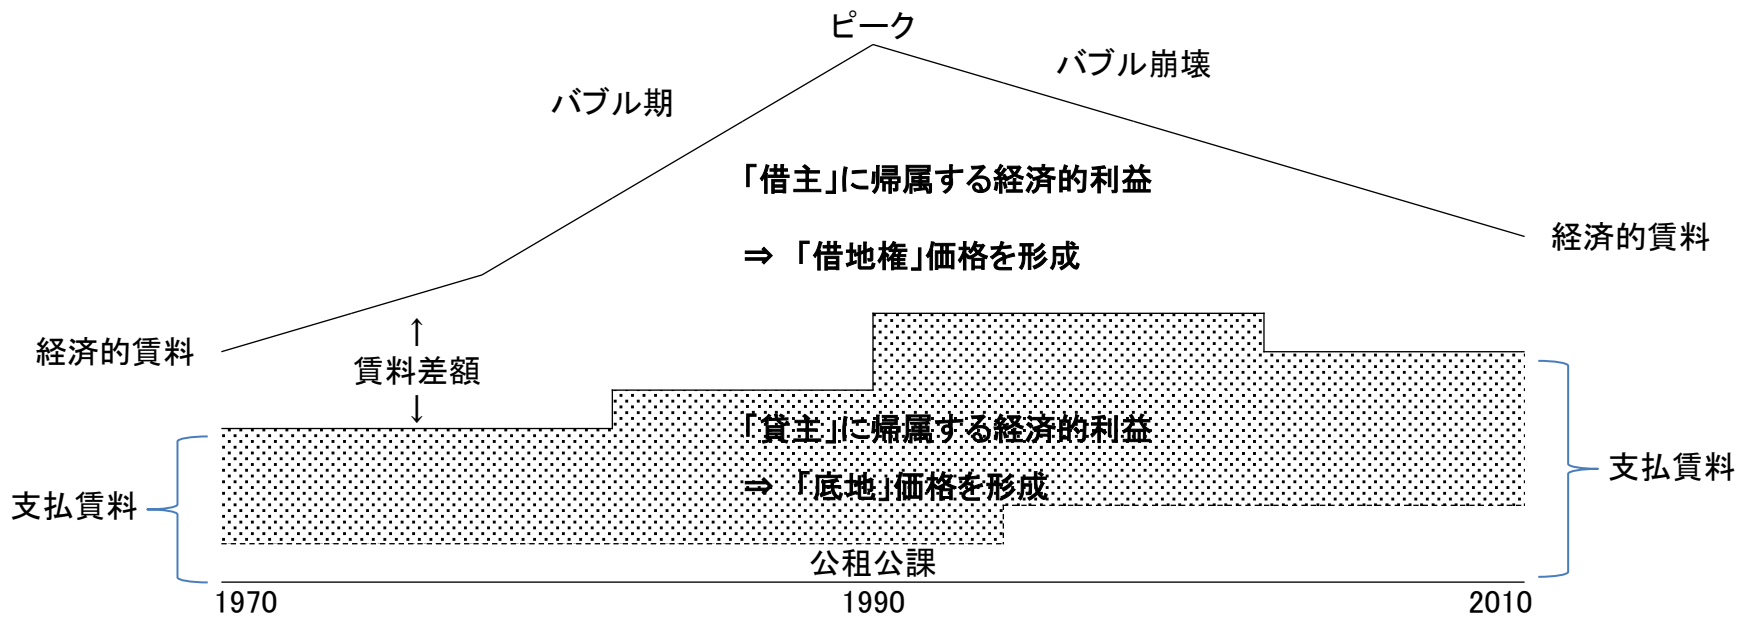 ピーク
バブル崩壊
バブル期
「借主」に帰属する経済的利益
⇒ 「借地権」価格を形成
経済的賃料
経済的賃料
↑
賃料差額
↓
「貸主」に帰属する経済的利益
⇒ 「底地」価格を形成
支払賃料
支払賃料
公租公課
1970
1990
2010